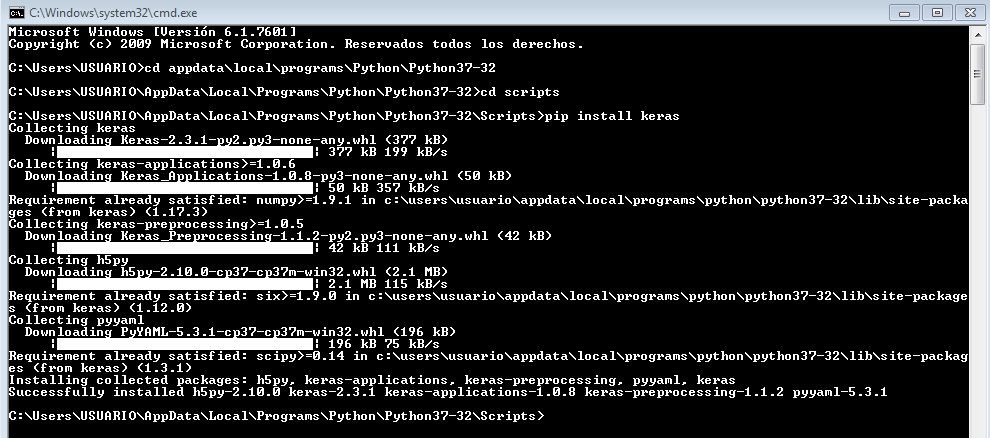 C:\Windows\system32\cmd.exe
Microsoft Windows [Versión 6.1.7601]
Copyright (c) 2009 Microsoft Corporation. Reservados todos los derechos.
C:\Users\USUARIO>cd appdata\local\programs\Python\Python37-32
C:\Users\USUARIO\AppData\Local\Programs\Python\Python37-32>cd scripts
C:\Users\USUARIO\AppData\Local\Programs\Python\Python37-32\Scripts>pip install keras
Collecting keras
  Downloading Keras-2.3.1-py2.py3-none-any.whl (377 kB)
     |                                | 377 kB 199 kB/s
Collecting keras-applications>=1.0.6
  Downloading Keras_Applications-1.0.8-py3-none-any.whl (50 kB)
     |                                | 50 kB 357 kB/s
Requirement already satisfied: numpy>=1.9.1 in c:\users\usuario\appdata\local\programs\python\python37-32\lib\site-packa
ges (from keras) (1.17.3)
Collecting keras-preprocessing>=1.0.5
  Downloading Keras_Preprocessing-1.1.2-py2.py3-none-any.whl (42 kB)
     |                                | 42 kB 111 kB/s
Collecting h5py
  Downloading h5py-2.10.0-cp37-cp37m-win32.whl (2.1 MB)
     |                                | 2.1 MB 115 kB/s
Requirement already satisfied: six>=1.9.0 in c:\users\usuario\appdata\local\programs\python\python37-32\lib\site-package
s (from keras) (1.12.0)
Collecting pyyaml
  Downloading PyYAML-5.3.1-cp37-cp37m-win32.whl (196 kB)
     |                                | 196 kB 75 kB/s
Requirement already satisfied: scipy>=0.14 in c:\users\usuario\appdata\local\programs\python\python37-32\lib\site-packag
es (from keras) (1.3.1)
Installing collected packages: h5py, keras-applications, keras-preprocessing, pyyaml, keras
Successfully installed h5py-2.10.0 keras-2.3.1 keras-applications-1.0.8 keras-preprocessing-1.1.2 pyyaml-5.3.1
C:\Users\USUARIO\AppData\Local\Programs\Python\Python37-32\Scripts>